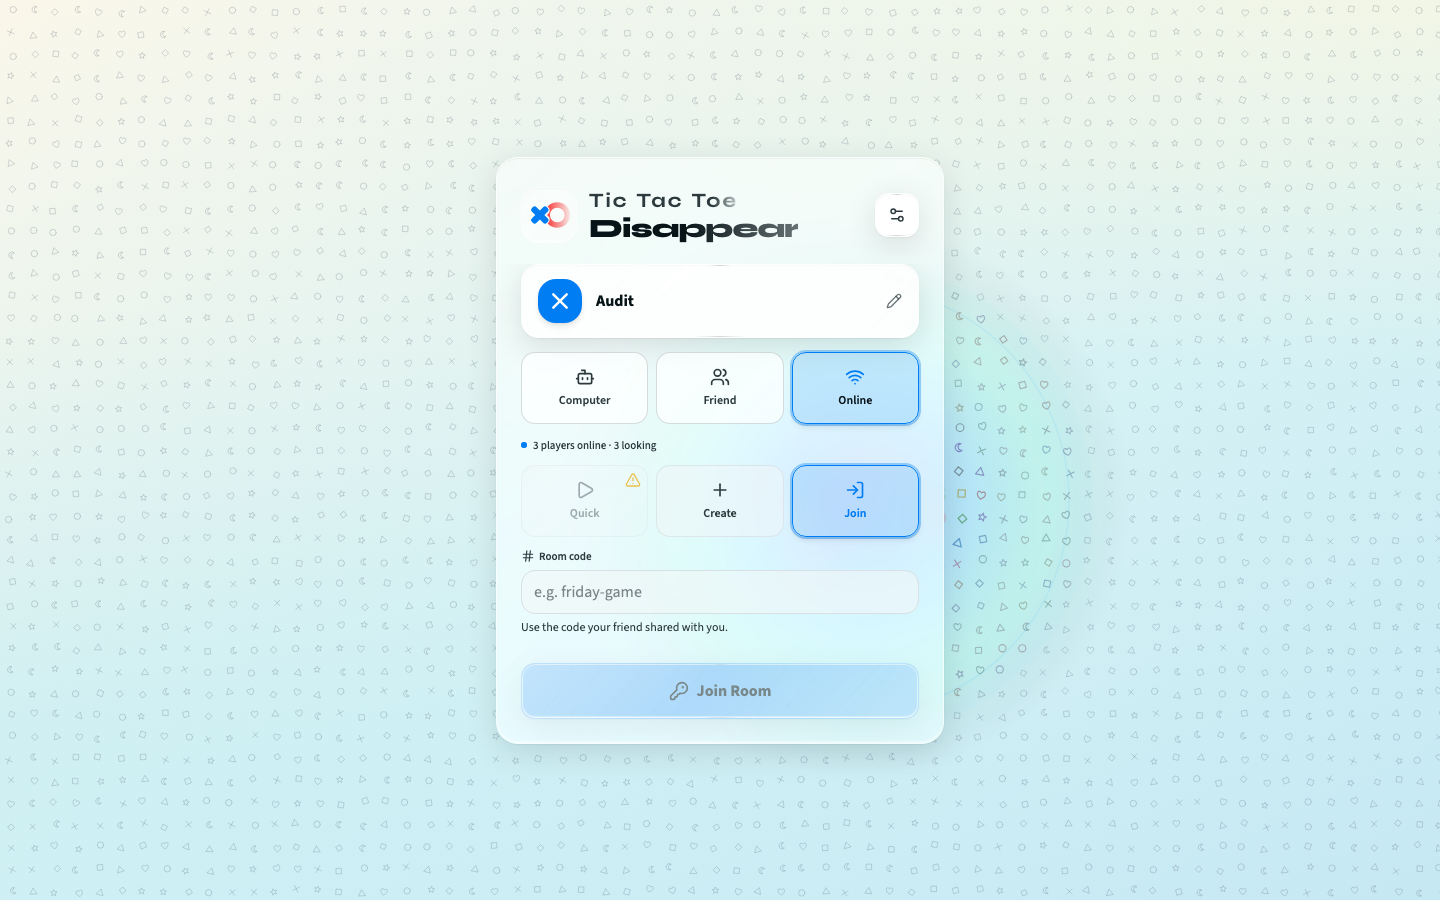 Tic Tac Toe
Disappear
Audit
Computer
Friend
Online
3 players online · 3 looking
Quick
Create
Join
Room code
e.g. friday-game
Use the code your friend shared with you.
Join Room